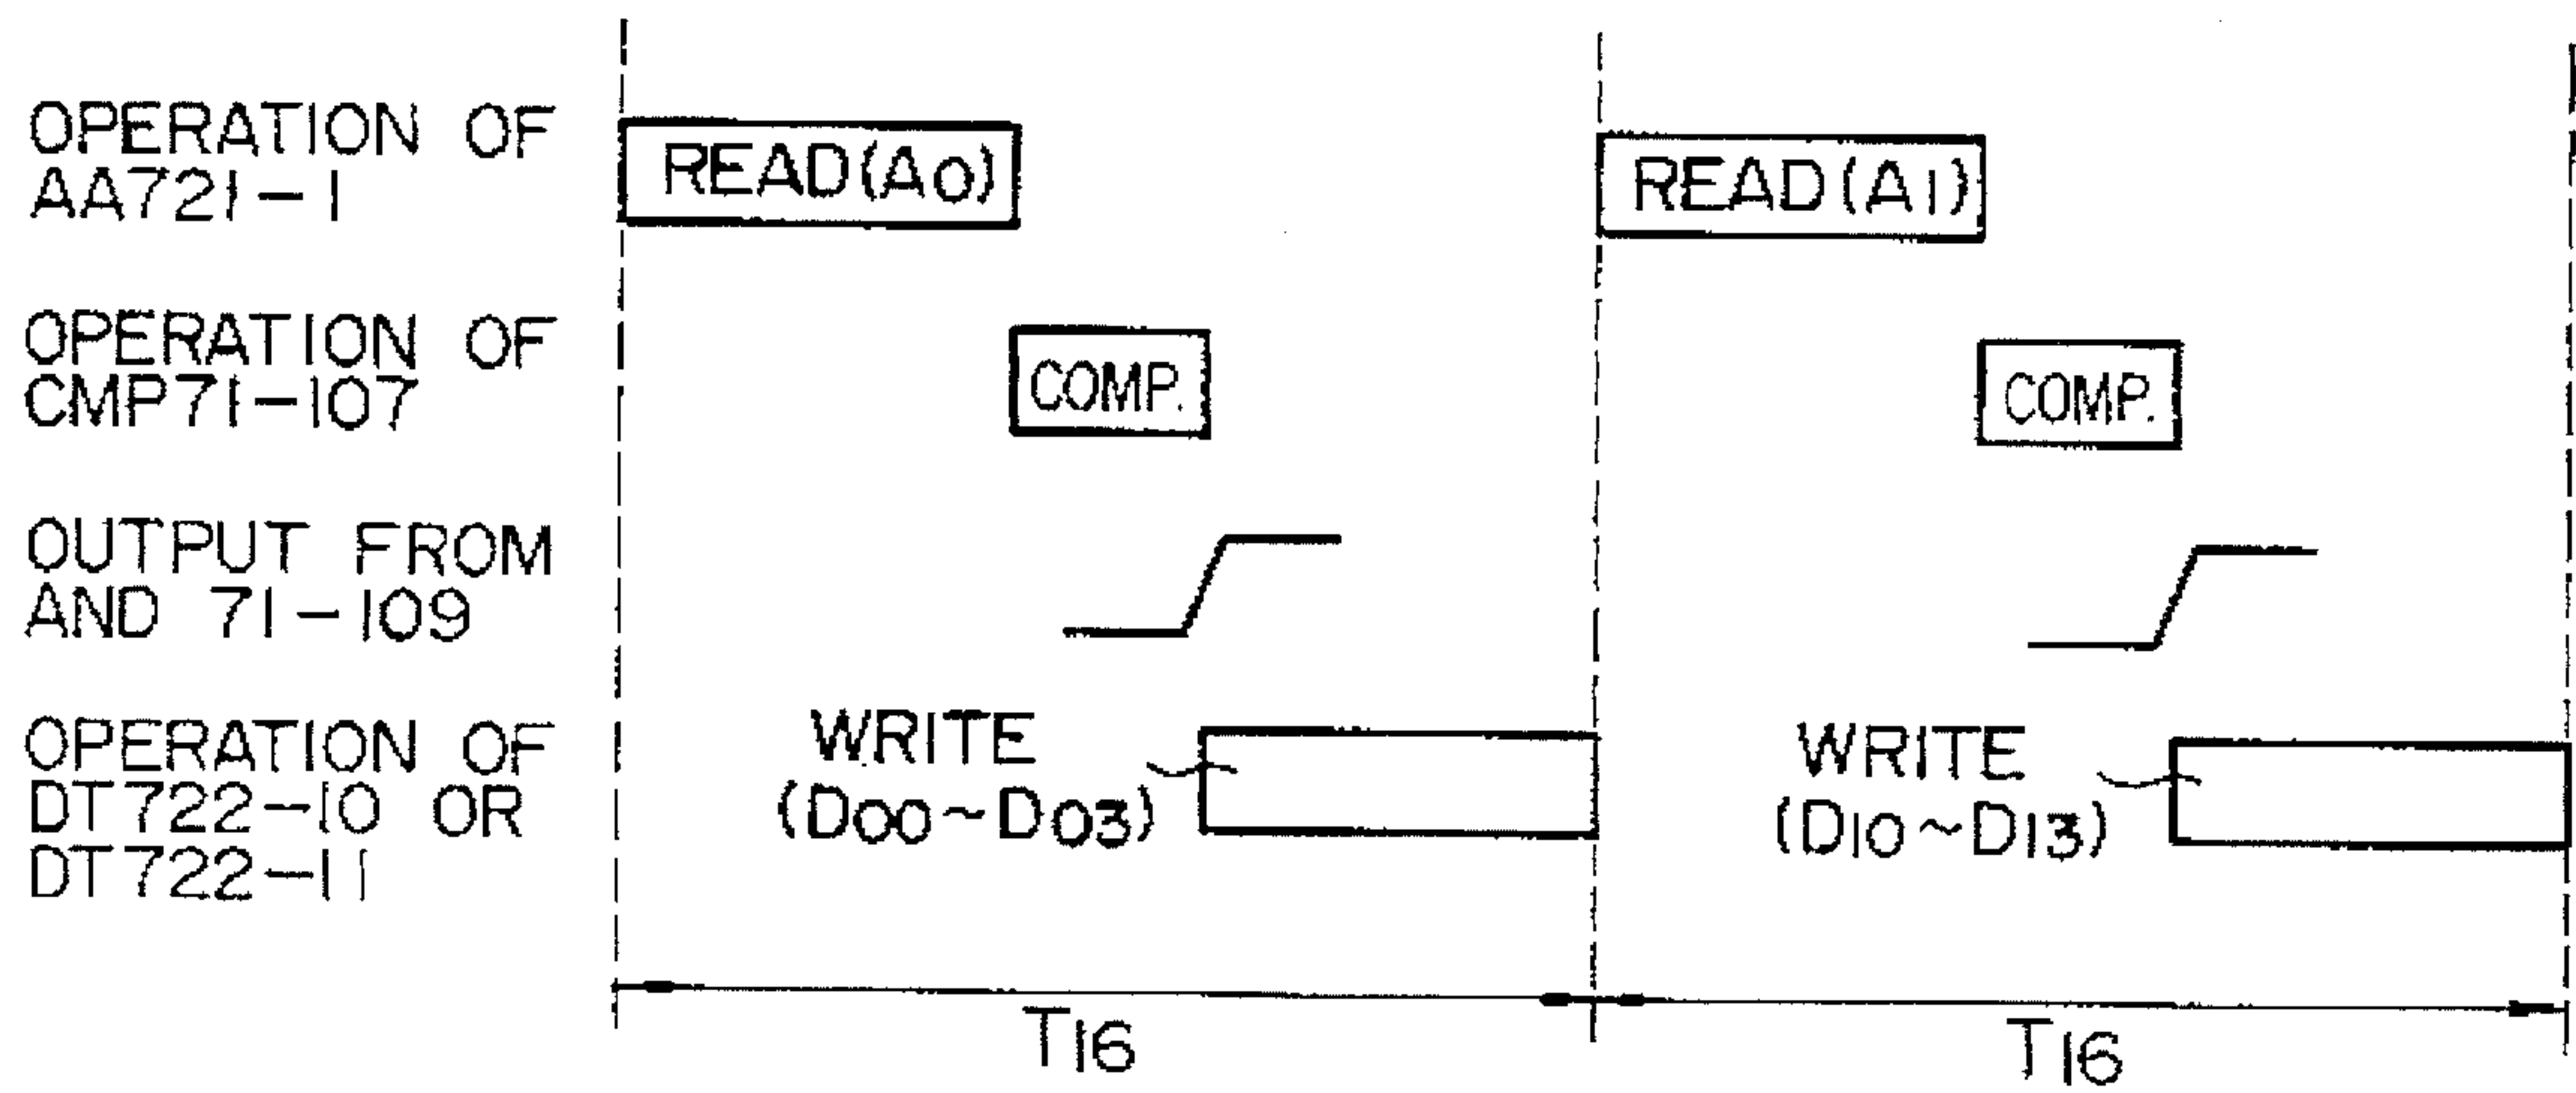 OPERATION OF
AA721-1
READ(A0)
READ(A1)
OPERATION OF
CMP71-107
COMP.
COMP.
OUTPUT FROM
AND 71-109
OPERATION OF
DT722-10 OR
DT722-11
WRITE
(D00~D03)
WRITE
(D10~D13)
T16
T16